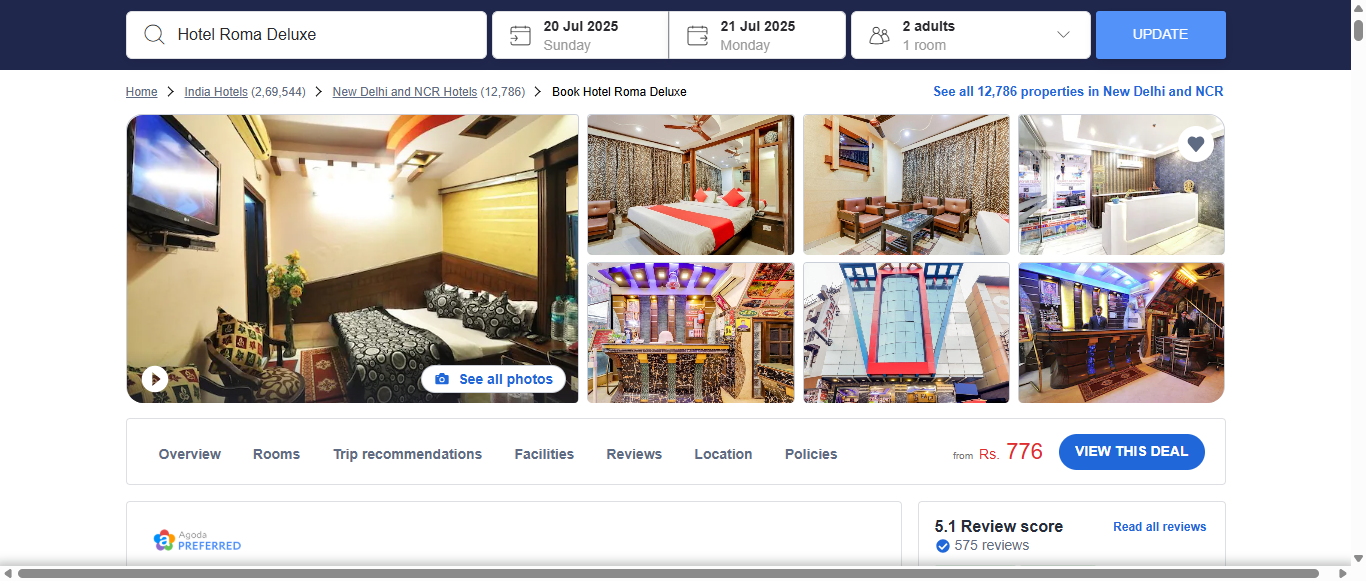 Hotel Roma Deluxe
20 Jul 2025
Sunday
21 Jul 2025
Monday
2 adults
1 room
UPDATE
Home > India Hotels (2,69,544) > New Delhi and NCR Hotels (12,786) > Book Hotel Roma Deluxe
See all 12,786 properties in New Delhi and NCR
See all photos
Overview
Rooms
Trip recommendations
Facilities
Reviews
Location
Policies
from Rs. 776
VIEW THIS DEAL
Agoda
PREFERRED
5.1 Review score
Read all reviews
575 reviews